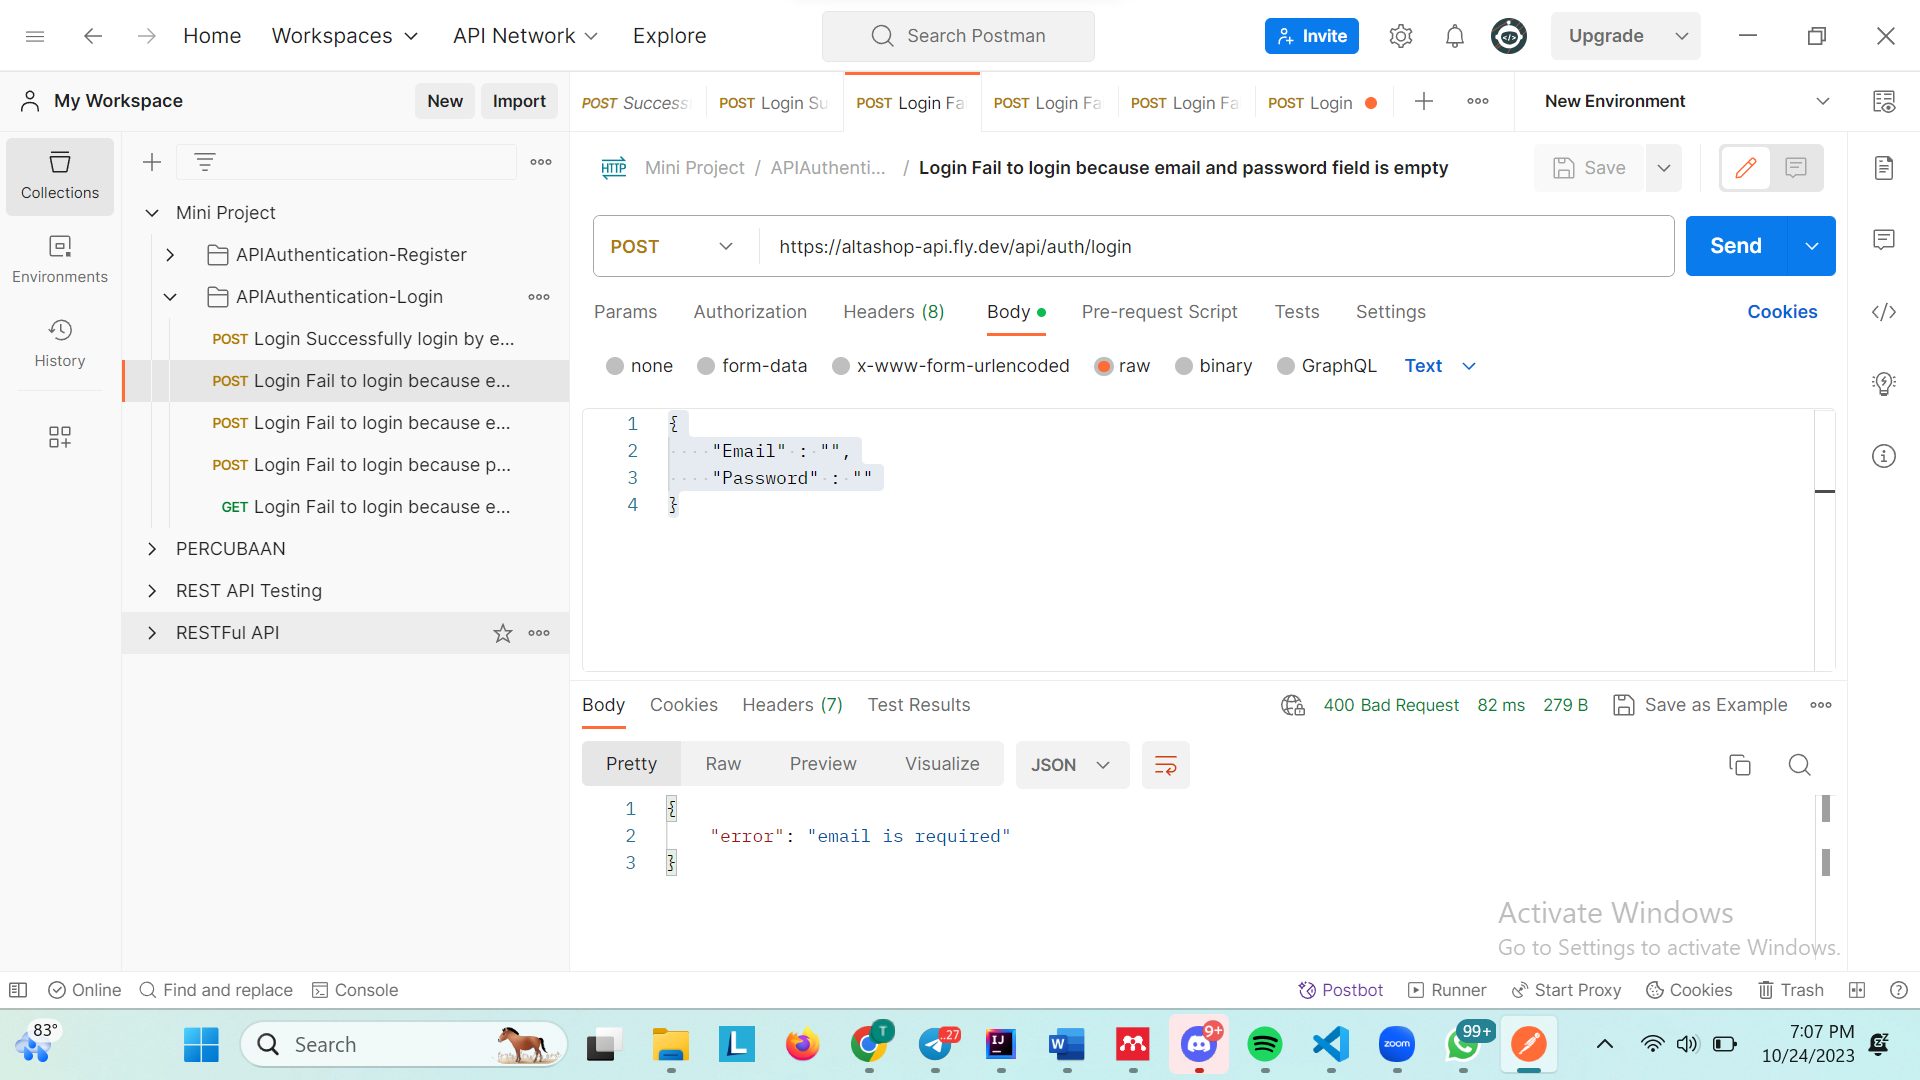 Home Workspaces API Network Explore Search Postman Invite Upgrade
My Workspace New Import
POST Success POST Login Su POST Login Fai POST Login Fa POST Login Fa POST Login New Environment
Collections
Environments
History
Mini Project
APIAuthentication-Register
APIAuthentication-Login
POST Login Successfully login by e...
POST Login Fail to login because e...
POST Login Fail to login because e...
POST Login Fail to login because p...
GET Login Fail to login because e...
PERCUBAAN
REST API Testing
RESTFul API
HTTP Mini Project / APIAuthenti... / Login Fail to login because email and password field is empty Save
POST https://altashop-api.fly.dev/api/auth/login Send
Params Authorization Headers (8) Body Pre-request Script Tests Settings Cookies
none form-data x-www-form-urlencoded raw binary GraphQL Text
1 {
2 "Email" : "",
3 "Password" : ""
4 }
Body Cookies Headers (7) Test Results 400 Bad Request 82 ms 279 B Save as Example
Pretty Raw Preview Visualize JSON
1 {
2 "error": "email is required"
3 }
Activate Windows
Go to Settings to activate Windows.
Online Find and replace Console Postbot Runner Start Proxy Cookies Trash
83° Search L T ..27 IJ W 9+ zoom 99+ 7:07 PM
10/24/2023